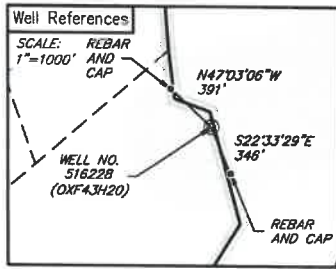 Well References
SCALE:
1"=1000'
REBAR
AND
CAP
N47°03'06"W
391'
S22°33'29"E
346'
WELL NO.
516228
(OXF43H20)
REBAR
AND CAP